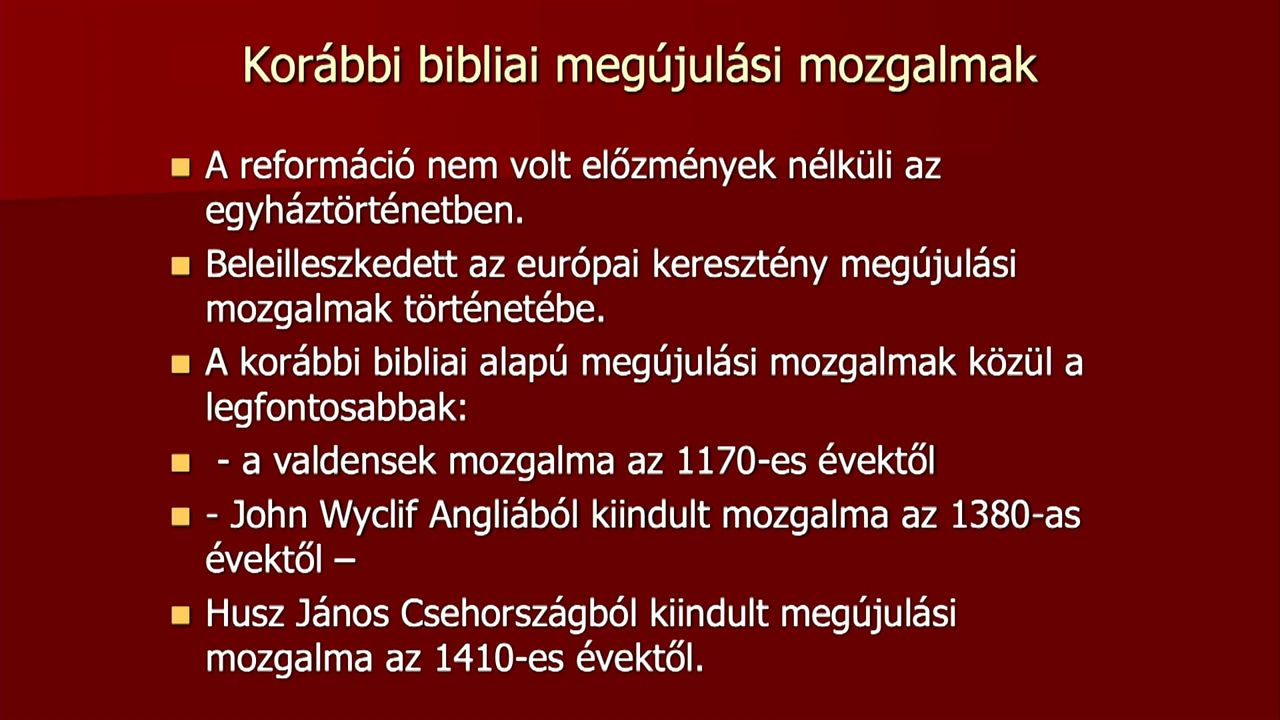 Korábbi bibliai megújulási mozgalmak
A reformáció nem volt előzmények nélküli az
egyháztörténetben.
Beleilleszkedett az európai keresztény megújulási
mozgalmak történetébe.
A korábbi bibliai alapú megújulási mozgalmak közül a
legfontosabbak:
- a valdensek mozgalma az 1170-es évektől
- John Wyclif Angliából kiindult mozgalma az 1380-as
évektől –
Husz János Csehországból kiindult megújulási
mozgalma az 1410-es évektől.